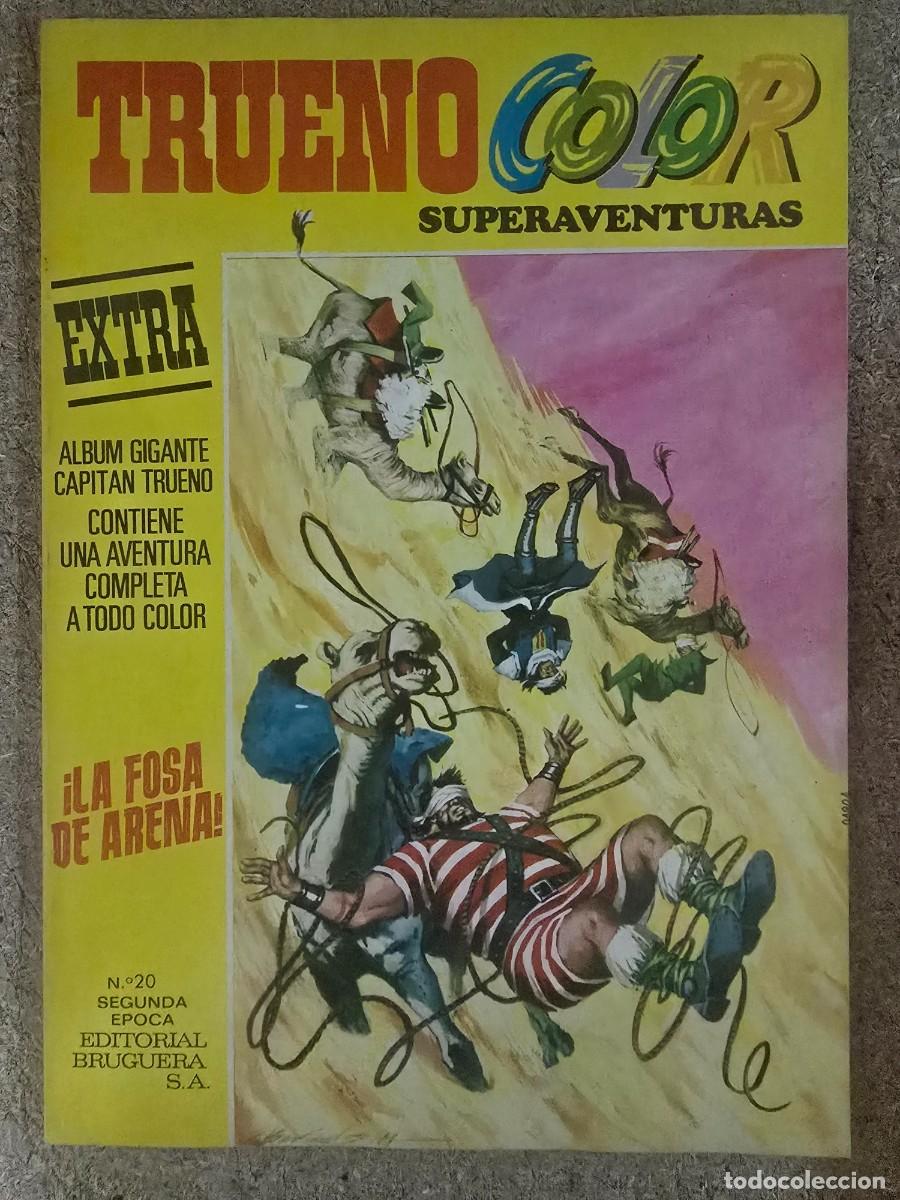 TRUENO COLOR
SUPERAVENTURAS
EXTRA
ALBUM GIGANTE
CAPITAN TRUENO
CONTIENE
UNA AVENTURA
COMPLETA
A TODO COLOR
¡LA FOSA
DE ARENA!
N.º 20
SEGUNDA
EPOCA
EDITORIAL
BRUGUERA
S.A.
todocoleccion